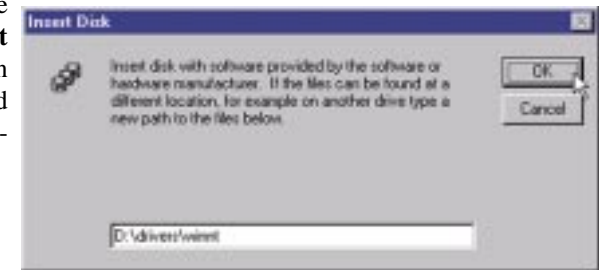 e
Insert Disk
t
Insert disk with software provided by the software or
hardware manufacturer. If the files can be found at a
different location, for example on another drive type a
new path to the files below.
n
d
-
OK
Cancel
D:\drivers\winnt